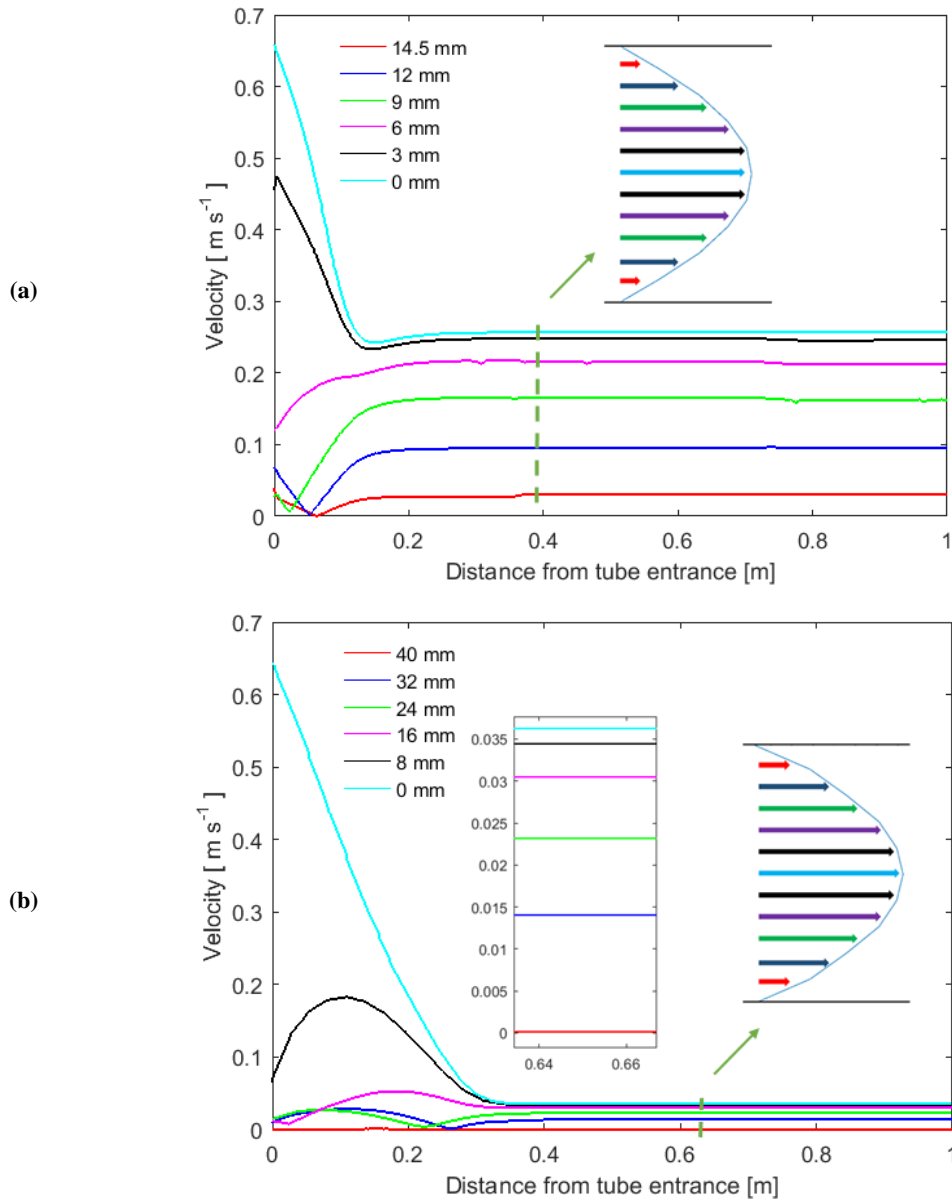 (a)
Velocity [ m s⁻¹ ]
0.7
0.6
0.5
0.4
0.3
0.2
0.1
0
14.5 mm
12 mm
9 mm
6 mm
3 mm
0 mm
0 0.2 0.4 0.6 0.8 1
Distance from tube entrance [m]
(b)
Velocity [ m s⁻¹ ]
0.7
0.6
0.5
0.4
0.3
0.2
0.1
0
40 mm
32 mm
24 mm
16 mm
8 mm
0 mm
0.035
0.03
0.025
0.02
0.015
0.01
0.005
0
0.64 0.66
0 0.2 0.4 0.6 0.8 1
Distance from tube entrance [m]